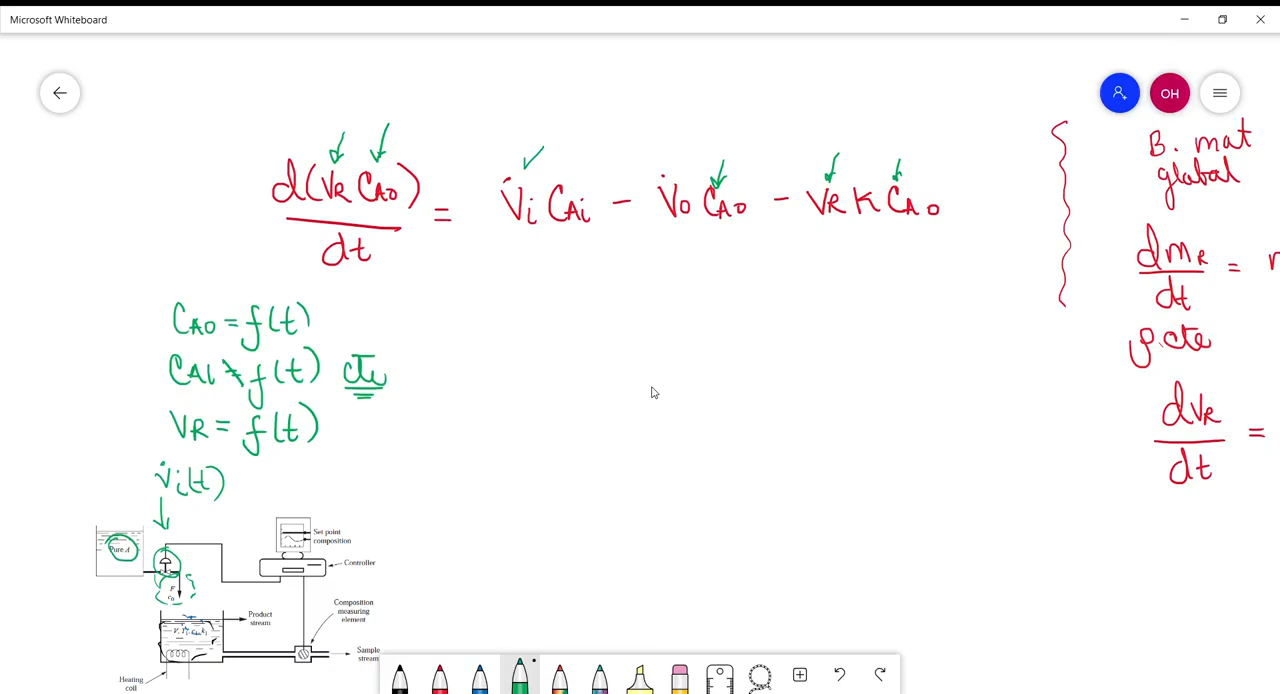 Microsoft Whiteboard
OH
d(VR CAO)
dt
= V̇i CAi - V̇o CAO - VR K CAO
B. mat
global
dmR
dt
=
ρ cte
dVR
dt
=
CAO = f(t)
CAi ≠ f(t) cte
VR = f(t)
V̇i(t)
Pure A
F
c₀
Set point
composition
Controller
Composition
measuring
element
Product
stream
Sample
stream
Heating
coil